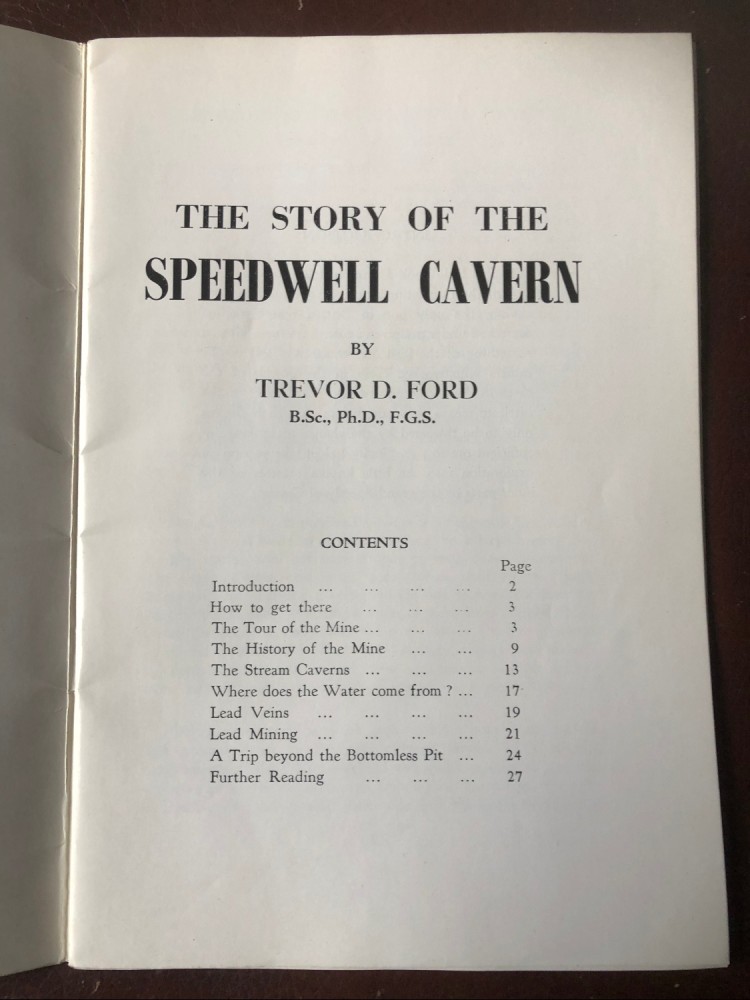 THE STORY OF THE
SPEEDWELL CAVERN
BY
TREVOR D. FORD
B.Sc., Ph.D., F.G.S.
CONTENTS
Page
Introduction ... ... ... ... 2
How to get there ... ... ... 3
The Tour of the Mine ... ... ... 3
The History of the Mine ... ... 9
The Stream Caverns ... ... ... 13
Where does the Water come from ? ... 17
Lead Veins ... ... ... ... 19
Lead Mining ... ... ... ... 21
A Trip beyond the Bottomless Pit ... 24
Further Reading ... ... ... 27